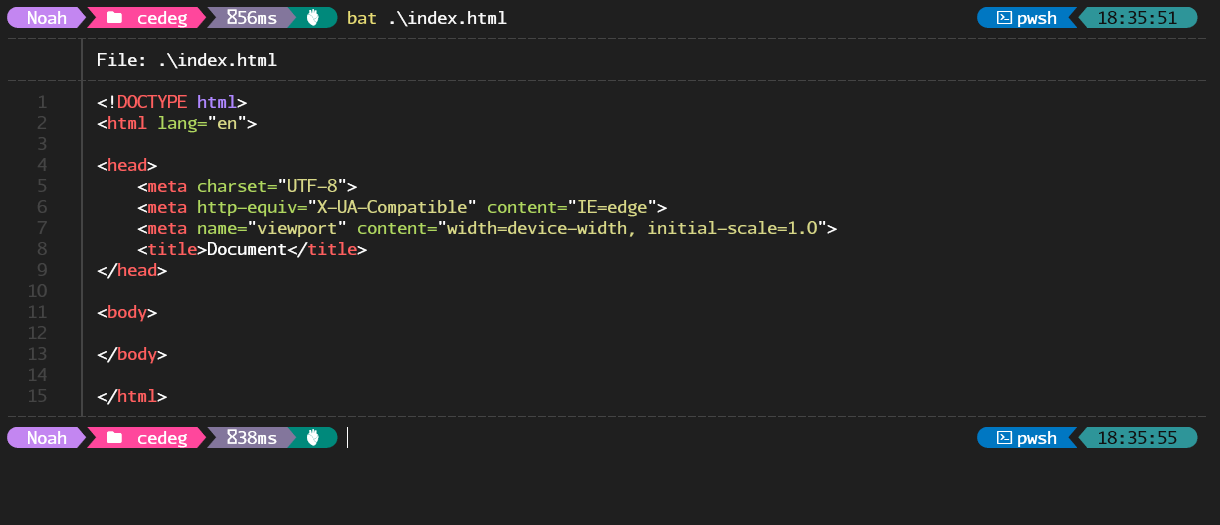 Noah cedeg 56ms bat .\index.html pwsh 18:35:51
File: .\index.html
1 <!DOCTYPE html>
2 <html lang="en">
3
4 <head>
5     <meta charset="UTF-8">
6     <meta http-equiv="X-UA-Compatible" content="IE=edge">
7     <meta name="viewport" content="width=device-width, initial-scale=1.0">
8     <title>Document</title>
9 </head>
10
11 <body>
12
13 </body>
14
15 </html>
Noah cedeg 38ms pwsh 18:35:55